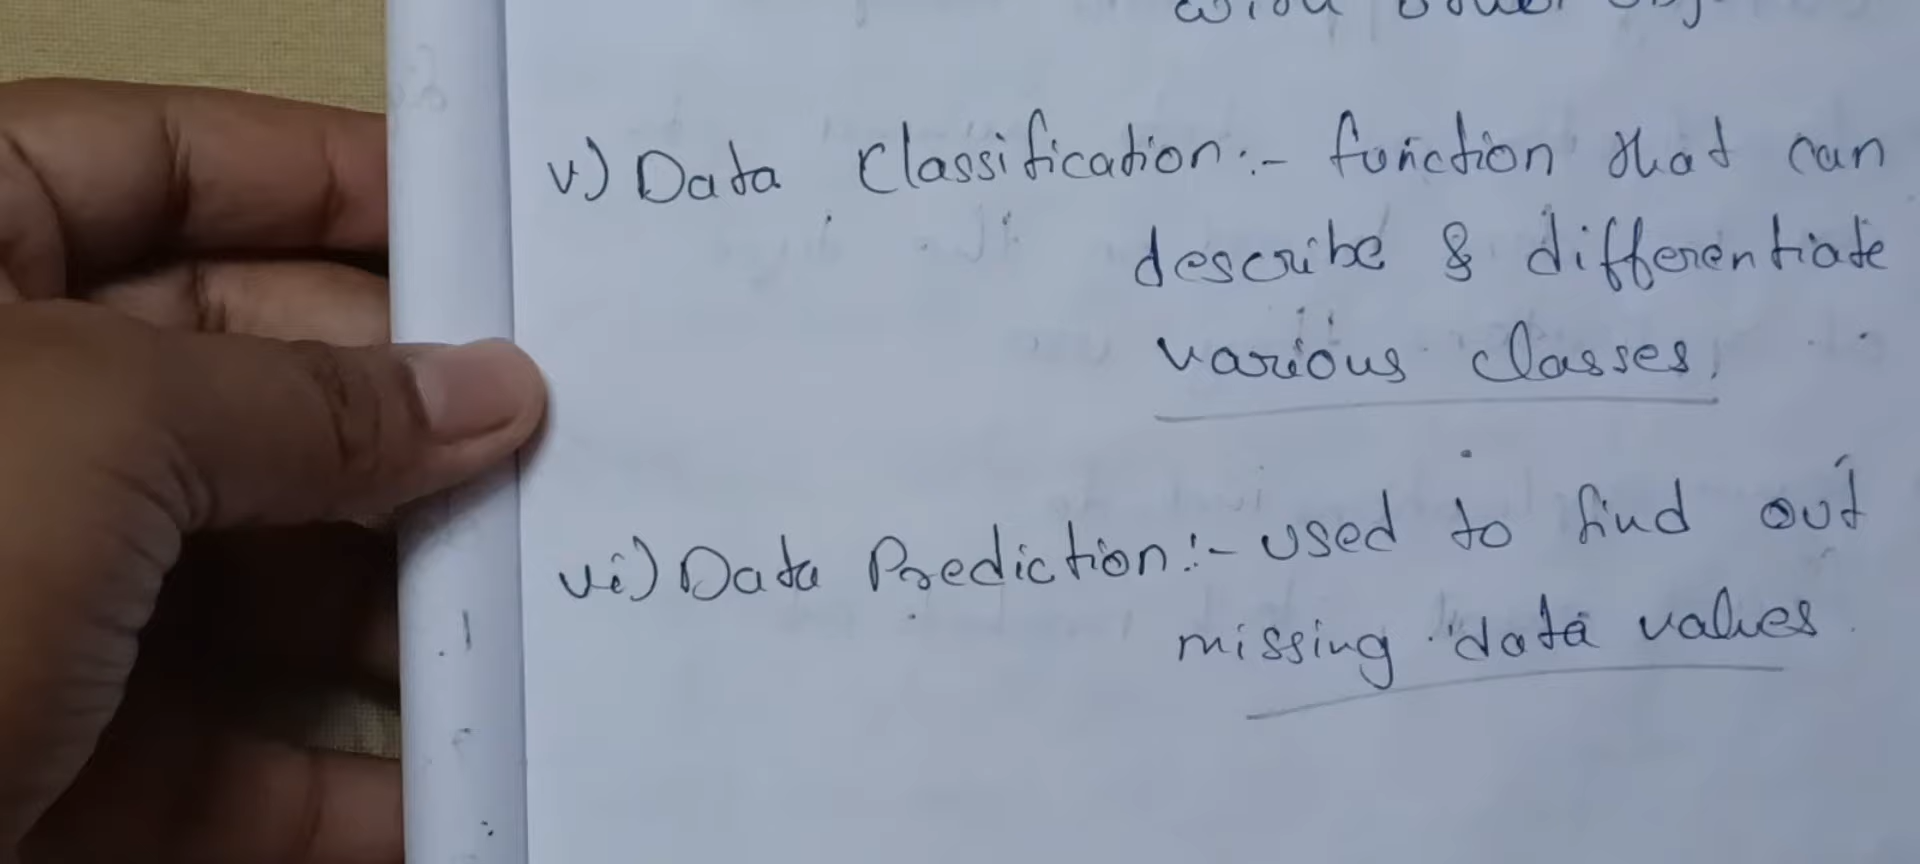 v) Data Classification :- function that can
describe & differentiate
various classes.
vi) Data Prediction :- used to find out
missing data values